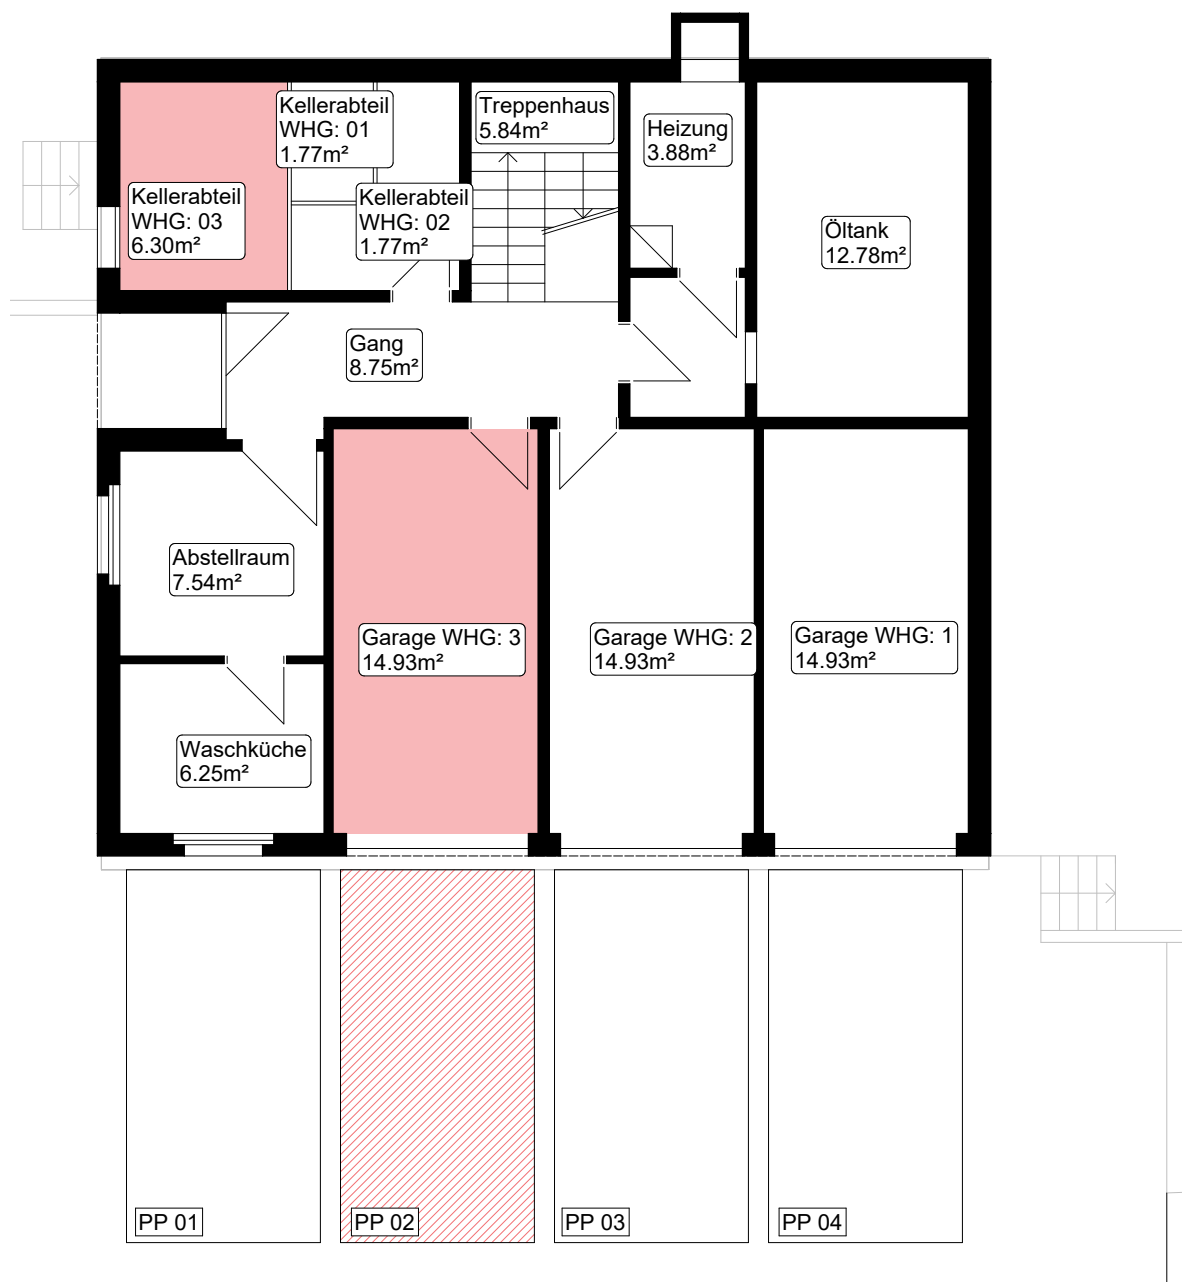 Kellerabteil
WHG: 01
1.77m²
Treppenhaus
5.84m²
Heizung
3.88m²
Kellerabteil
WHG: 03
6.30m²
Kellerabteil
WHG: 02
1.77m²
Öltank
12.78m²
Gang
8.75m²
Abstellraum
7.54m²
Garage WHG: 3
14.93m²
Garage WHG: 2
14.93m²
Garage WHG: 1
14.93m²
Waschküche
6.25m²
PP 01
PP 02
PP 03
PP 04